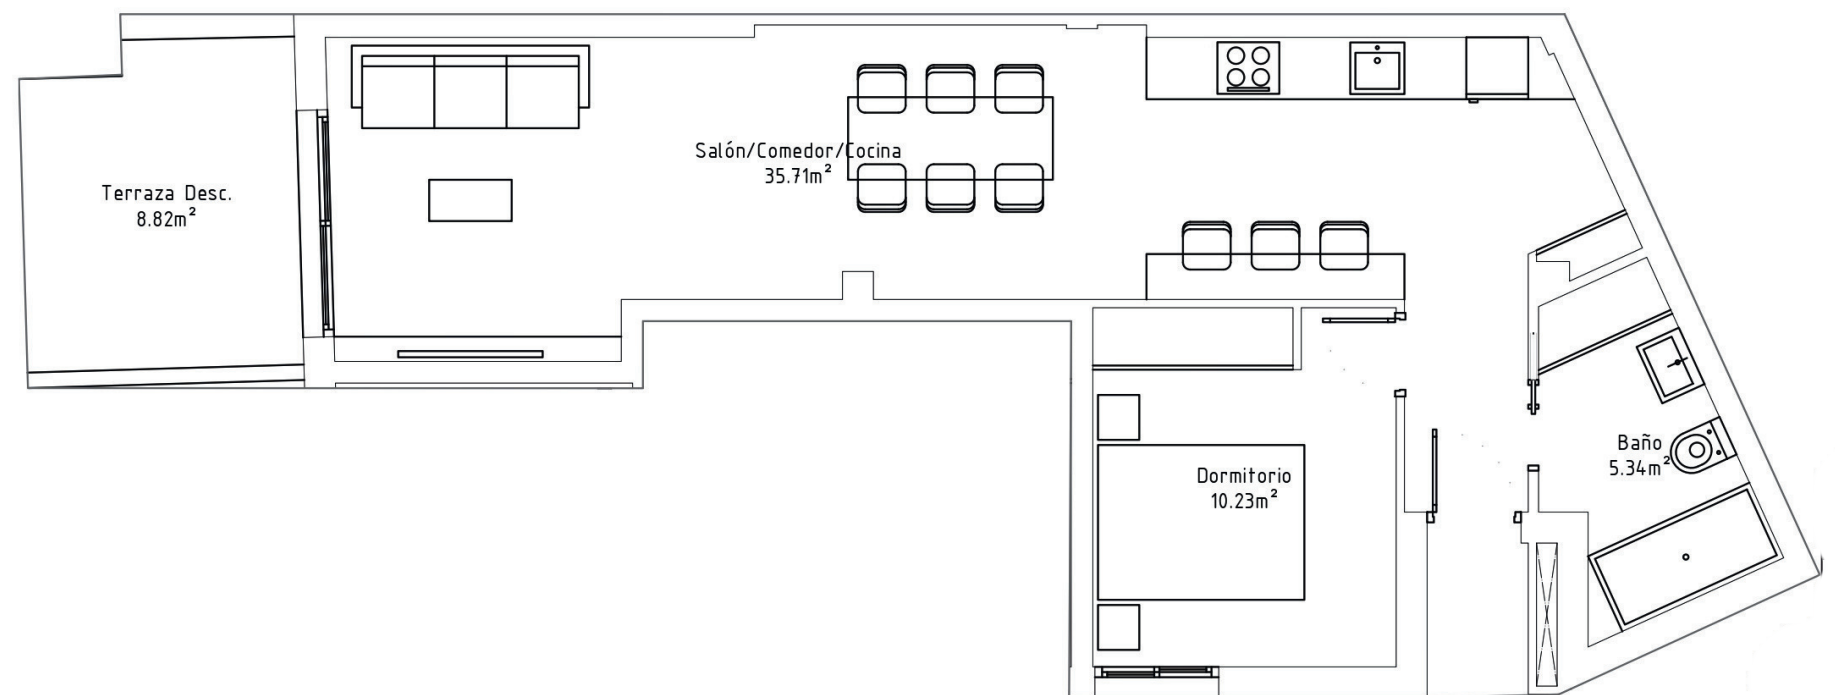 Terraza Desc.
8.82m²
Salón/Comedor/Cocina
35.71m²
Dormitorio
10.23m²
Baño
5.34m²